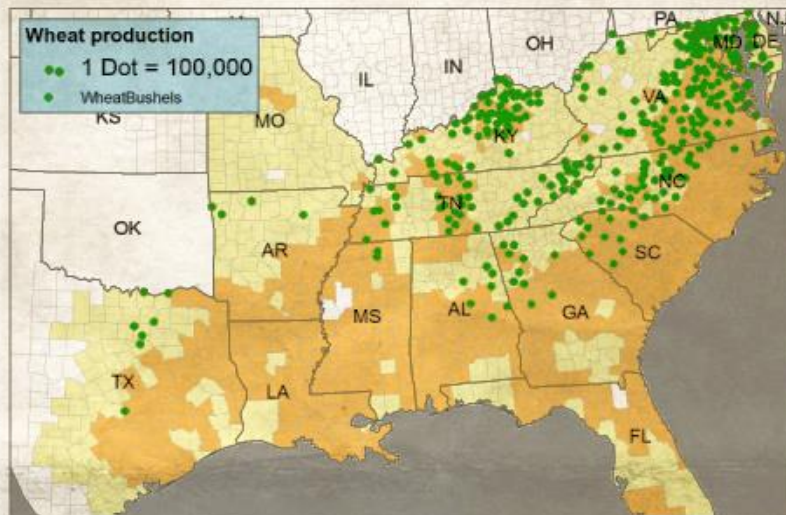 Wheat production
1 Dot = 100,000
WheatBushels
PA
NJ
OH
MD
DE
IL
IN
KS
MO
VA
KY
NC
TN
OK
AR
SC
MS
AL
GA
TX
LA
FL